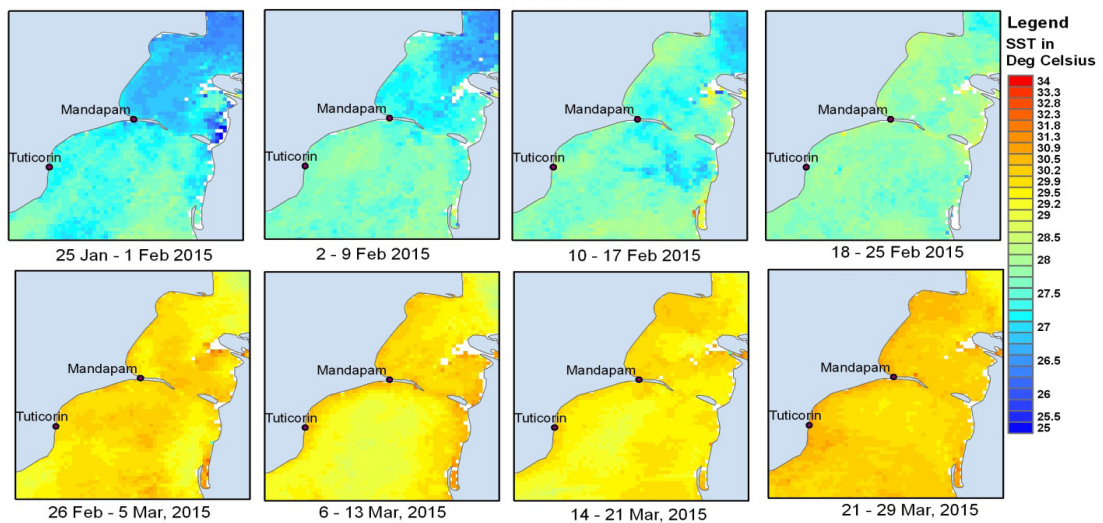 Mandapam
Tuticorin
25 Jan - 1 Feb 2015
Mandapam
Tuticorin
2 - 9 Feb 2015
Mandapam
Tuticorin
10 - 17 Feb 2015
Mandapam
Tuticorin
18 - 25 Feb 2015
Legend
SST in
Deg Celsius
34
33.3
32.8
32.3
31.8
31.3
30.9
30.5
30.2
29.9
29.5
29.2
29
28.5
28
27.5
27
26.5
26
25.5
25
Mandapam
Tuticorin
26 Feb - 5 Mar, 2015
Mandapam
Tuticorin
6 - 13 Mar, 2015
Mandapam
Tuticorin
14 - 21 Mar, 2015
Mandapam
Tuticorin
21 - 29 Mar, 2015